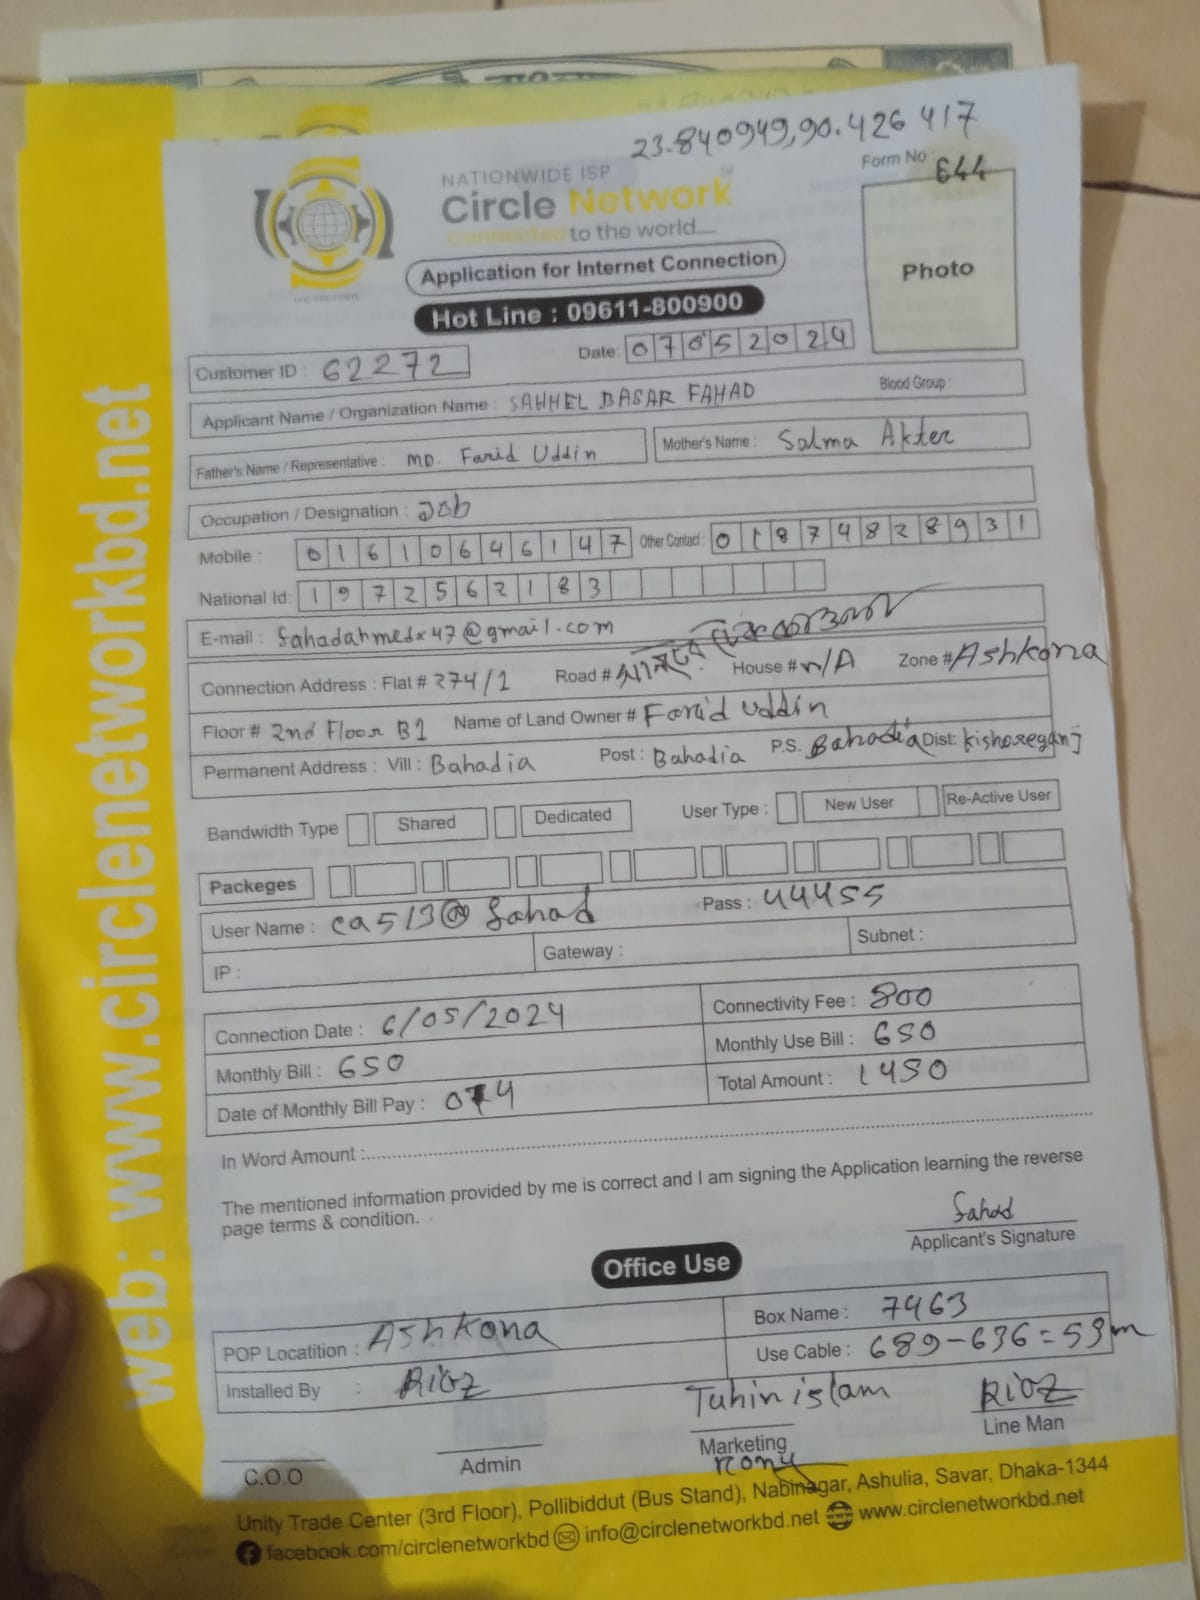 23.840949,90.426417
Form No : 644
NATIONWIDE ISP
Circle Network
Connected to the world.....
Photo
Application for Internet Connection
Hot Line : 09611-800900
Customer ID : 62272
Date: 07052024
Applicant Name / Organization Name : SAHHEL BASAR FAHAD Blood Group :
Father's Name / Representative : MD. Farid Uddin Mother's Name : Salma Akter
Occupation / Designation : Job
Mobile : 01610646147 Other Contact : 01874828931
National Id: 1972562183
E-mail : fahadahmedx47@gmail.com
Connection Address : Flat # 274/1 Road # House # N/A Zone # Ashkona
Floor # 2nd Floor B1 Name of Land Owner # Farid Uddin
Permanent Address : Vill : Bahadia Post : Bahadia P.S. Bahadia Dist: Kishoreganj
Bandwidth Type Shared Dedicated User Type : New User Re-Active User
Packeges
User Name : ca513@fahad Pass : 44455
IP : Gateway : Subnet :
Connection Date : 6/05/2024 Connectivity Fee : 800
Monthly Bill : 650 Monthly Use Bill : 650
Date of Monthly Bill Pay : Total Amount : 1450
In Word Amount :
The mentioned information provided by me is correct and I am signing the Application learning the reverse
page terms & condition.
Fahad
Applicant's Signature
Office Use
POP Locatition : Ashkona Box Name : 7463
Installed By : Rioz Use Cable : 689-636=53m
Tuhin islam Rioz
C.O.O Admin Marketing Line Man
Rony
Unity Trade Center (3rd Floor), Pollibiddut (Bus Stand), Nabinagar, Ashulia, Savar, Dhaka-1344
facebook.com/circlenetworkbd info@circlenetworkbd.net www.circlenetworkbd.net
web: www.circlenetworkbd.net